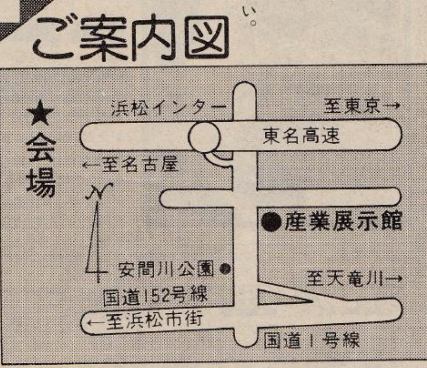 い。
ご案内図
★会場
浜松インター
至東京→
東名高速
←至名古屋
N
●産業展示館
安間川公園●
至天竜川→
国道152号線
←至浜松市街
国道1号線